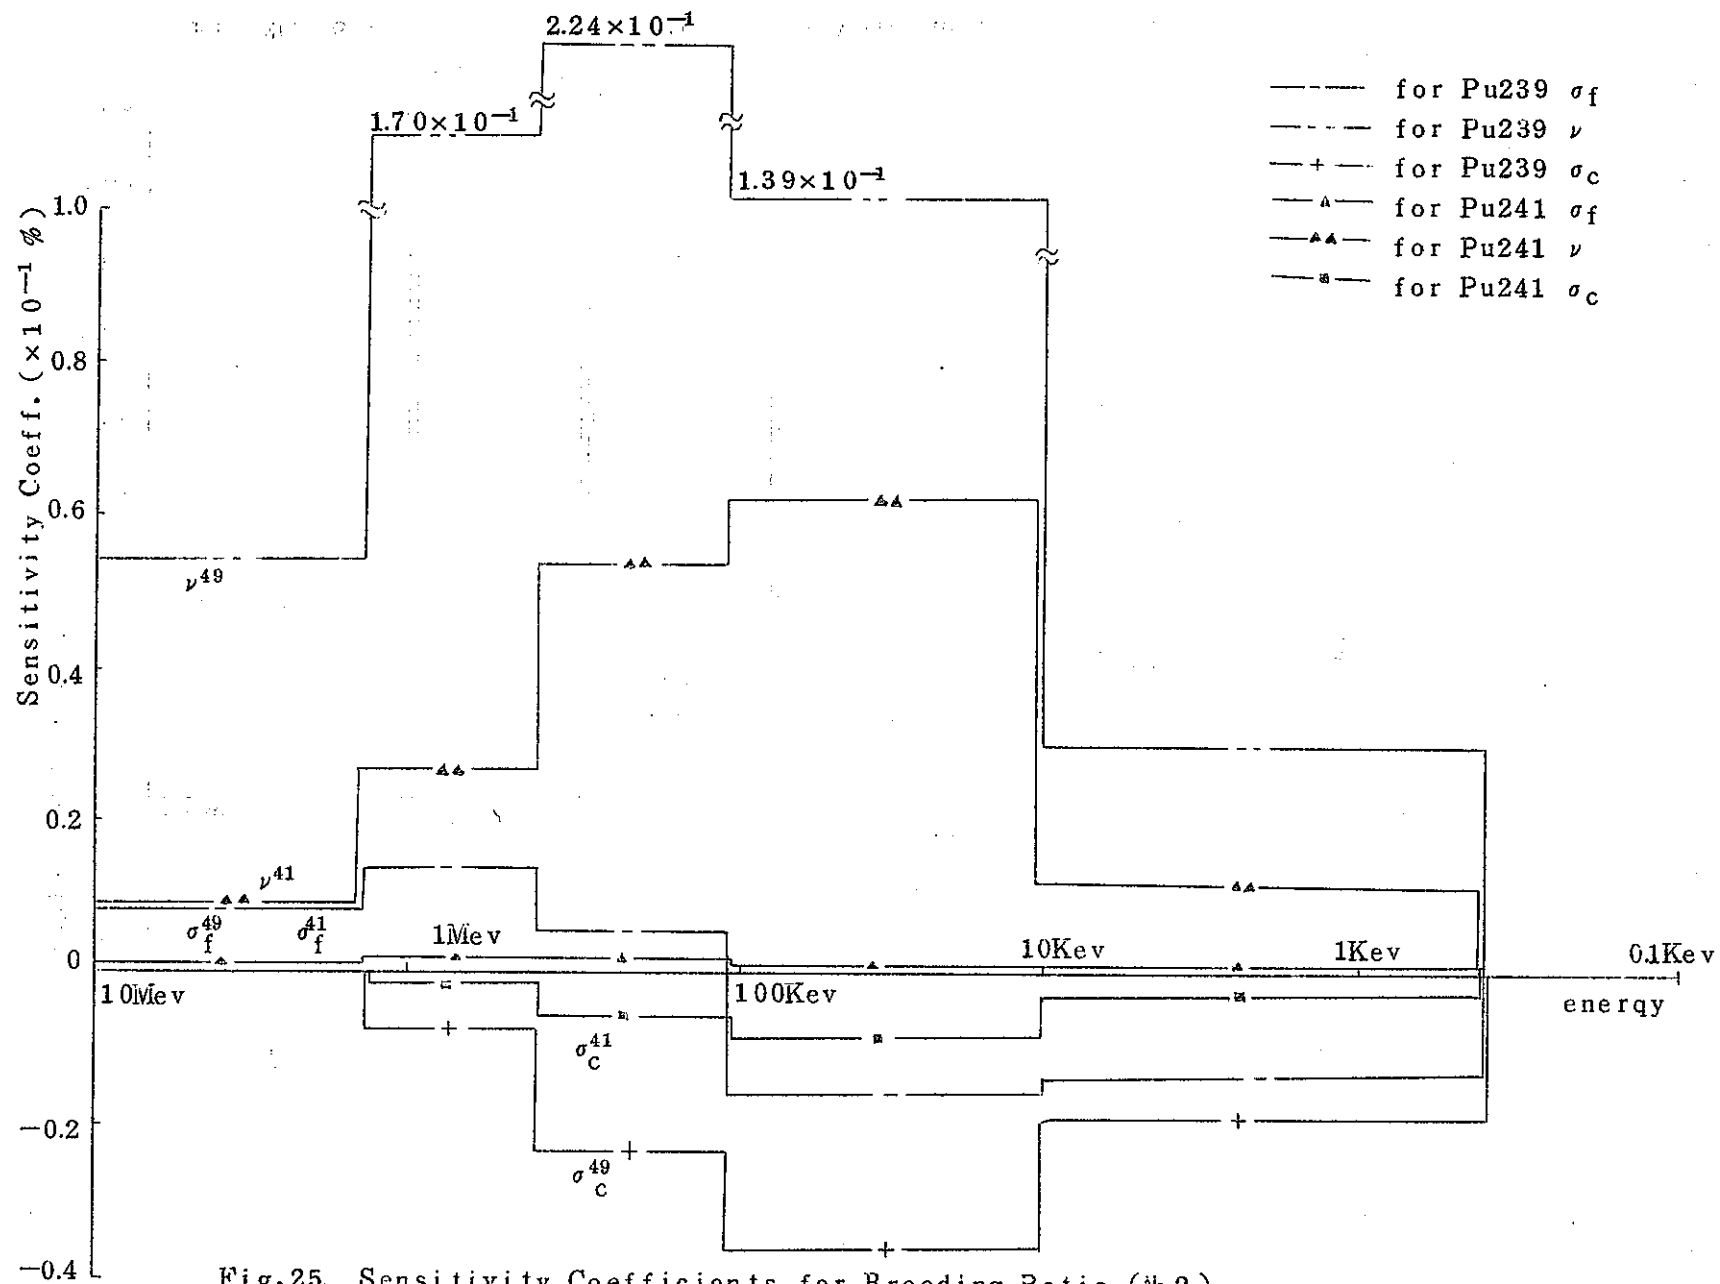 2.24×10⁻¹
1.70×10⁻¹
1.39×10⁻¹
for Pu239 σf
for Pu239 ν
for Pu239 σc
for Pu241 σf
for Pu241 ν
for Pu241 σc
Sensitivity Coeff. (×10⁻¹ %)
1.0
0.8
0.6
0.4
0.2
0
−0.2
−0.4
ν⁴⁹
ν⁴¹
σf⁴⁹
σf⁴¹
1Mev
10Kev
1Kev
0.1Kev
10Mev
100Kev
energy
σc⁴¹
σc⁴⁹
Fig.25 Sensitivity Coefficients for Breeding Ratio